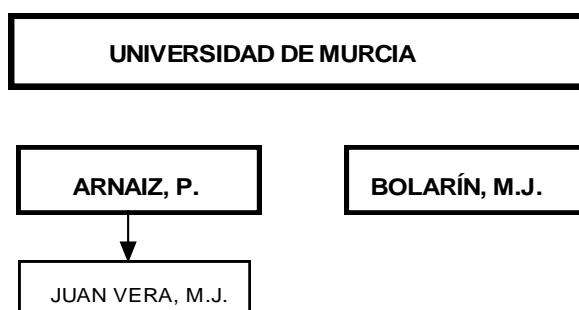 UNIVERSIDAD DE MURCIA
ARNAIZ, P.
BOLARÍN, M.J.
JUAN VERA, M.J.